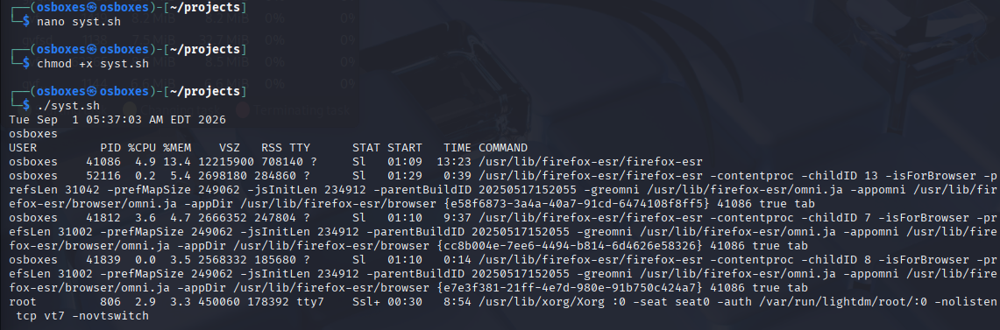 ┌──(osboxes㉿osboxes)-[~/projects]
└─$ nano syst.sh
┌──(osboxes㉿osboxes)-[~/projects]
└─$ chmod +x syst.sh
┌──(osboxes㉿osboxes)-[~/projects]
└─$ ./syst.sh
Tue Sep  1 05:37:03 AM EDT 2026
osboxes
USER         PID %CPU %MEM    VSZ   RSS TTY      STAT START   TIME COMMAND
osboxes    41086  4.9 13.4 12215900 708140 ?     Sl   01:09  13:23 /usr/lib/firefox-esr/firefox-esr
osboxes    52116  0.2  5.4 2698180 284860 ?      Sl   01:29   0:39 /usr/lib/firefox-esr/firefox-esr -contentproc -childID 13 -isForBrowser -p
refsLen 31042 -prefMapSize 249062 -jsInitLen 234912 -parentBuildID 20250517152055 -greomni /usr/lib/firefox-esr/omni.ja -appomni /usr/lib/fir
efox-esr/browser/omni.ja -appDir /usr/lib/firefox-esr/browser {e58f6873-3a4a-40a7-91cd-6474108f8ff5} 41086 true tab
osboxes    41812  3.6  4.7 2666352 247804 ?      Sl   01:10   9:37 /usr/lib/firefox-esr/firefox-esr -contentproc -childID 7 -isForBrowser -pr
efsLen 31002 -prefMapSize 249062 -jsInitLen 234912 -parentBuildID 20250517152055 -greomni /usr/lib/firefox-esr/omni.ja -appomni /usr/lib/fire
fox-esr/browser/omni.ja -appDir /usr/lib/firefox-esr/browser {cc8b004e-7ee6-4494-b814-6d4626e58326} 41086 true tab
osboxes    41839  0.0  3.5 2568332 185680 ?      Sl   01:10   0:14 /usr/lib/firefox-esr/firefox-esr -contentproc -childID 8 -isForBrowser -pr
efsLen 31002 -prefMapSize 249062 -jsInitLen 234912 -parentBuildID 20250517152055 -greomni /usr/lib/firefox-esr/omni.ja -appomni /usr/lib/fire
fox-esr/browser/omni.ja -appDir /usr/lib/firefox-esr/browser {e7e3f381-21ff-4e7d-980e-91b750c424a7} 41086 true tab
root         806  2.9  3.3 450060 178392 tty7    Ssl+ 00:30   8:54 /usr/lib/xorg/Xorg :0 -seat seat0 -auth /var/run/lightdm/root/:0 -nolisten
 tcp vt7 -novtswitch